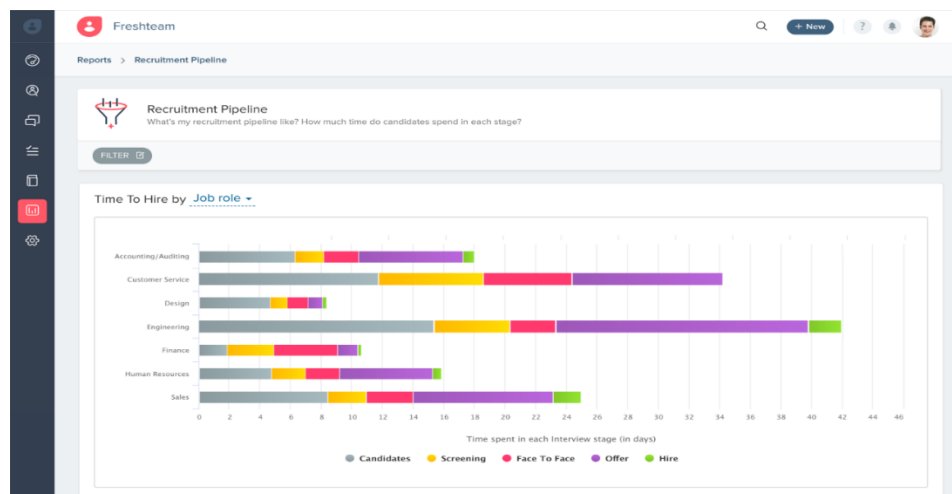 Freshteam
+ New
?
Reports > Recruitment Pipeline
Recruitment Pipeline
What's my recruitment pipeline like? How much time do candidates spend in each stage?
FILTER
Time To Hire by Job role
Accounting/Auditing
Customer Service
Design
Engineering
Finance
Human Resources
Sales
0 2 4 6 8 10 12 14 16 18 20 22 24 26 28 30 32 34 36 38 40 42 44 46
Time spent in each Interview stage (in days)
Candidates Screening Face To Face Offer Hire